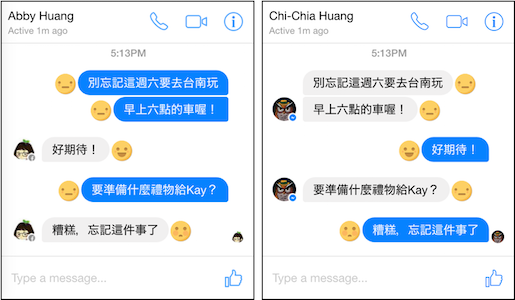 Abby Huang
Active 1m ago
5:13PM
別忘記這週六要去台南玩
早上六點的車喔！
好期待！
要準備什麼禮物給Kay？
糟糕，忘記這件事了
Type a message...
Chi-Chia Huang
Active 1m ago
5:13PM
別忘記這週六要去台南玩
早上六點的車喔！
好期待！
要準備什麼禮物給Kay？
糟糕，忘記這件事了
Type a message...